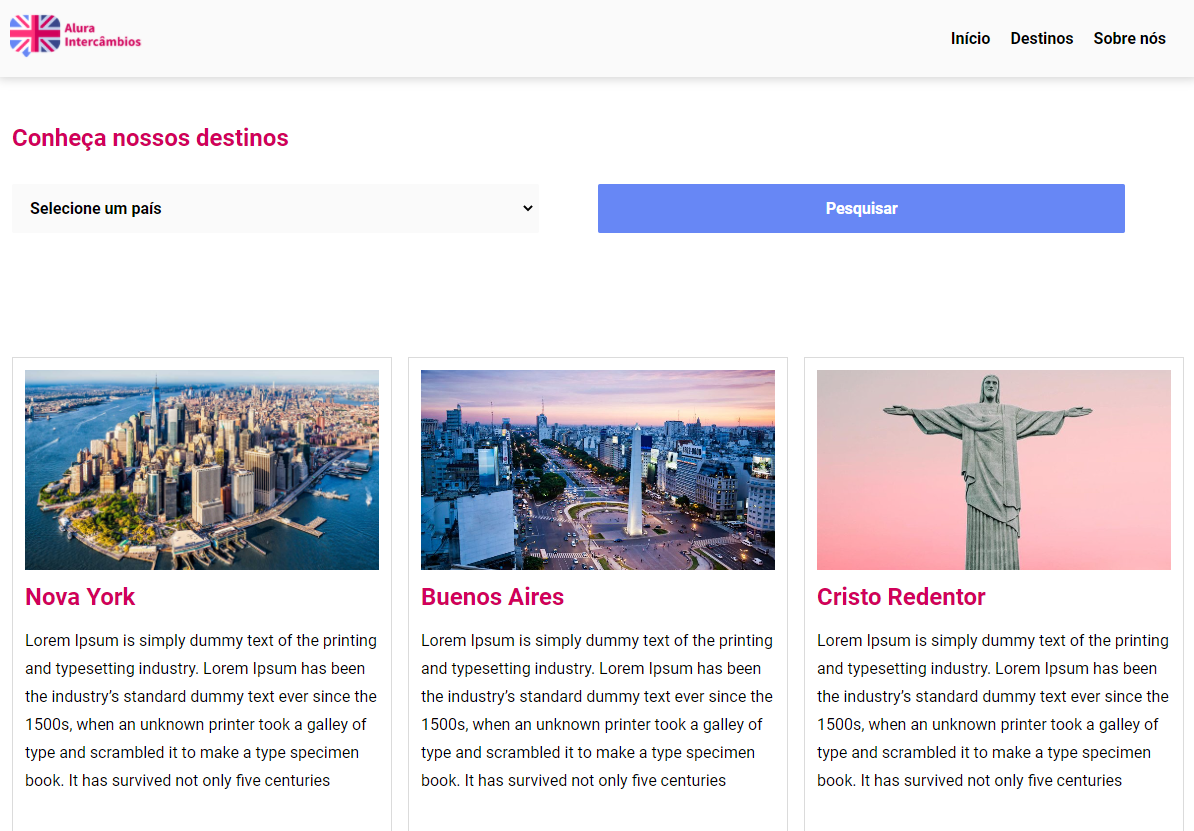 Alura
Intercâmbios
Início Destinos Sobre nós
Conheça nossos destinos
Selecione um país
Pesquisar
Nova York
Lorem Ipsum is simply dummy text of the printing
and typesetting industry. Lorem Ipsum has been
the industry’s standard dummy text ever since the
1500s, when an unknown printer took a galley of
type and scrambled it to make a type specimen
book. It has survived not only five centuries
Buenos Aires
Lorem Ipsum is simply dummy text of the printing
and typesetting industry. Lorem Ipsum has been
the industry’s standard dummy text ever since the
1500s, when an unknown printer took a galley of
type and scrambled it to make a type specimen
book. It has survived not only five centuries
Cristo Redentor
Lorem Ipsum is simply dummy text of the printing
and typesetting industry. Lorem Ipsum has been
the industry’s standard dummy text ever since the
1500s, when an unknown printer took a galley of
type and scrambled it to make a type specimen
book. It has survived not only five centuries